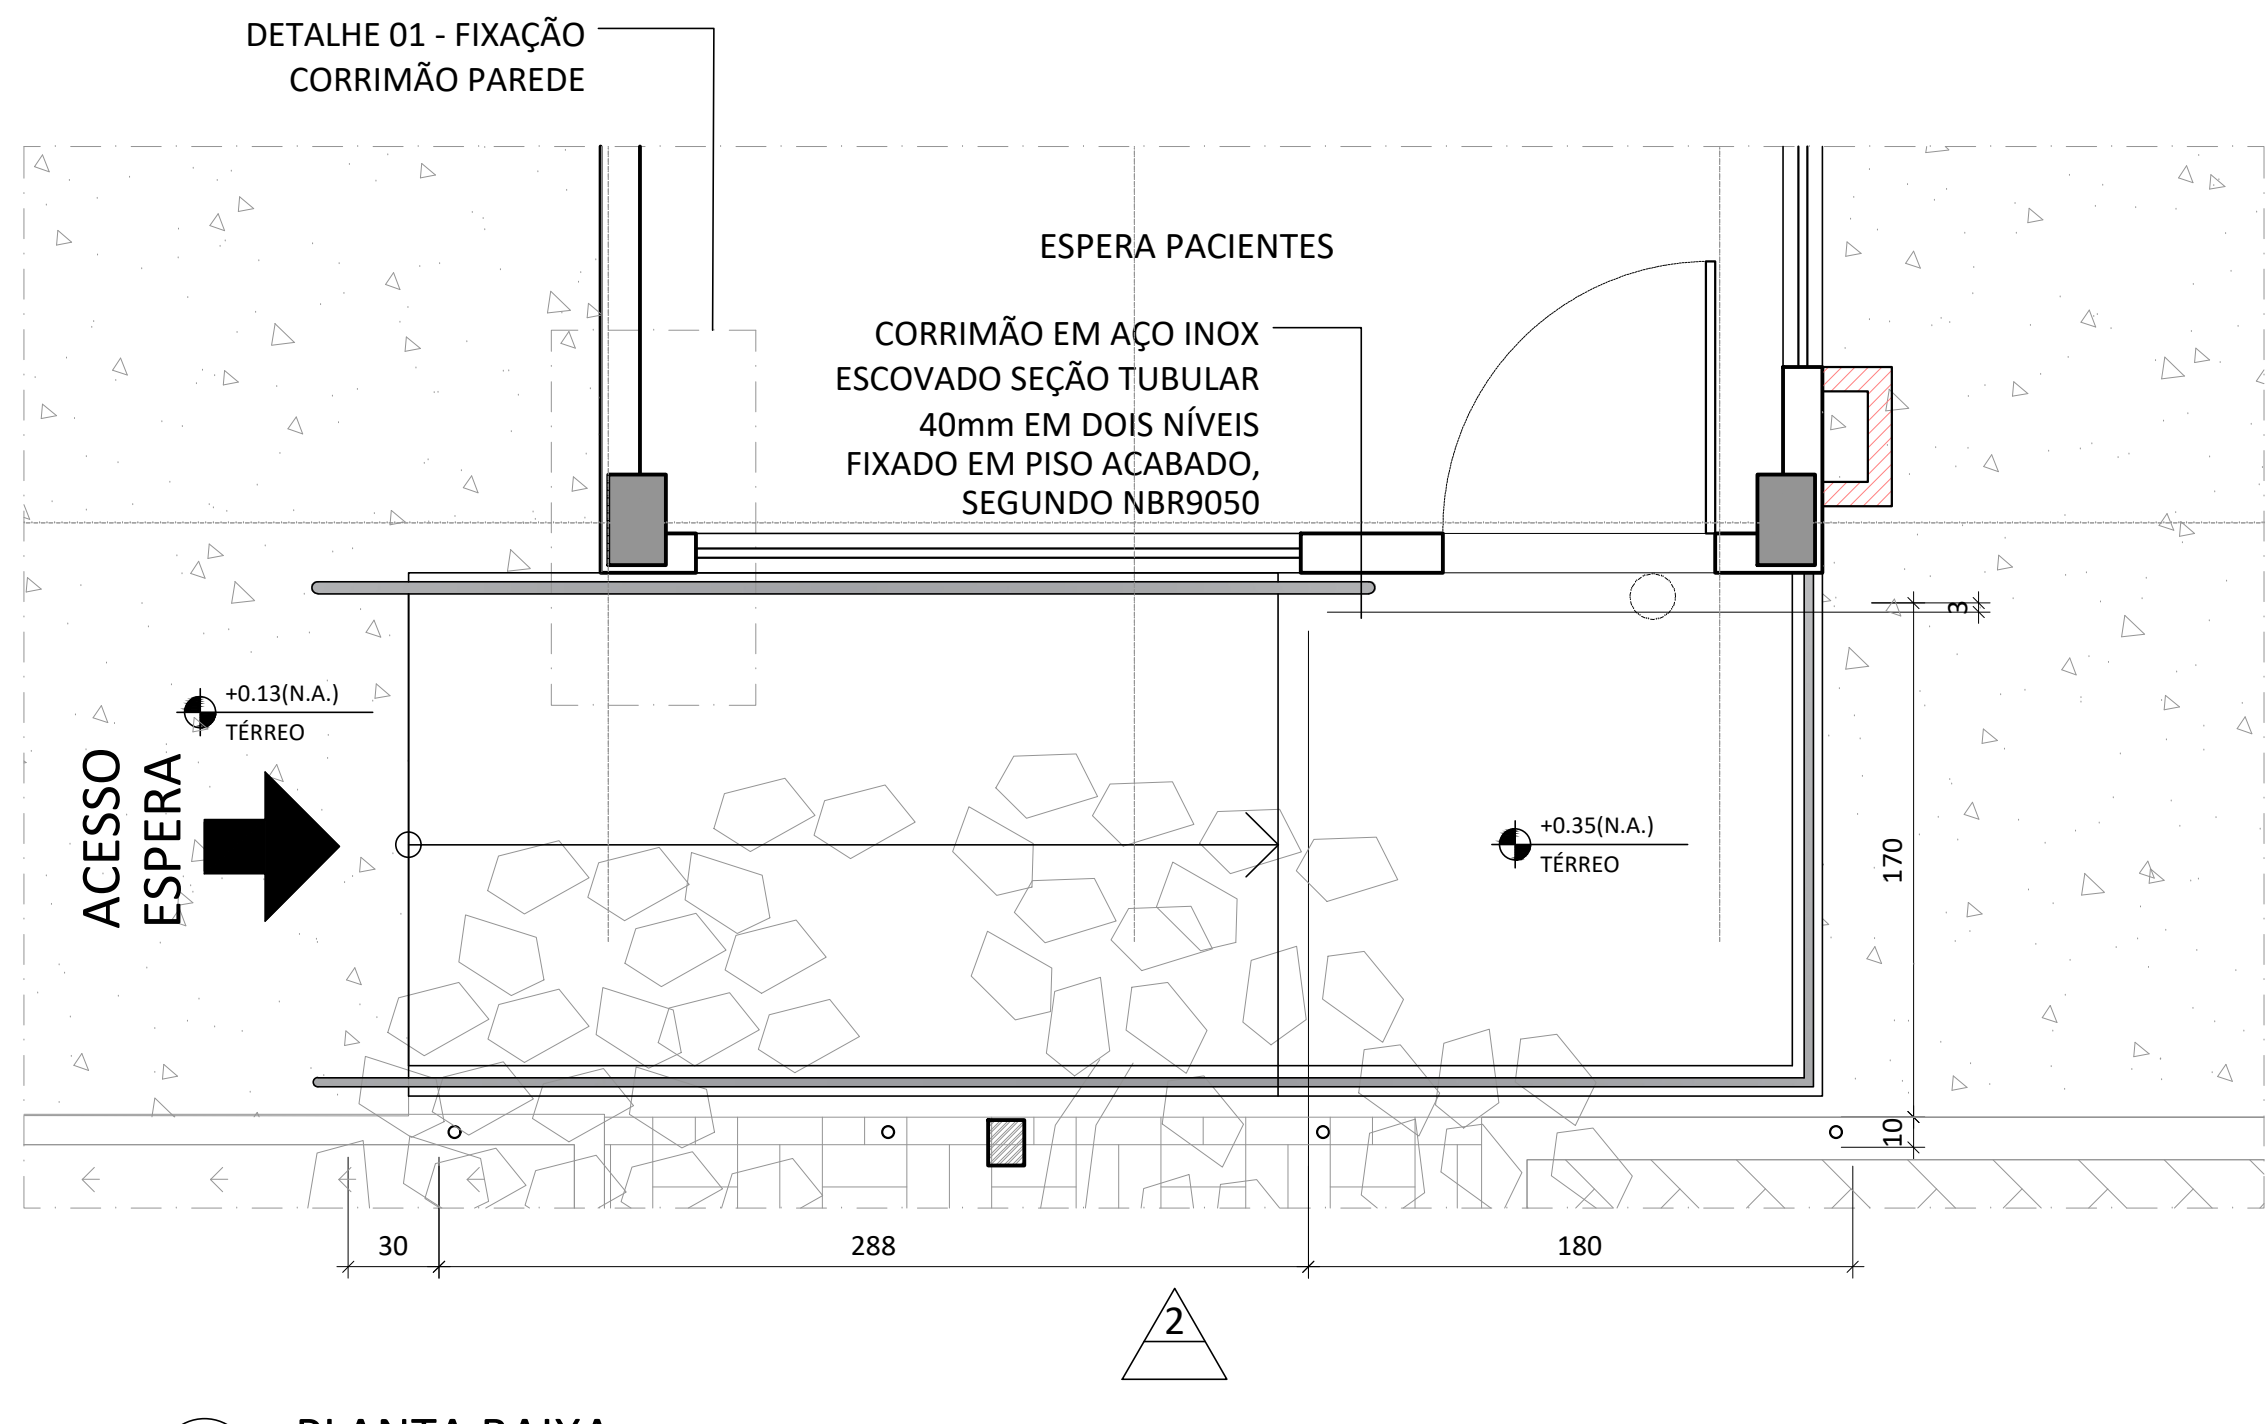 DETALHE 01 - FIXAÇÃO
CORRIMÃO PAREDE
ESPERA PACIENTES
CORRIMÃO EM AÇO INOX
ESCOVADO SEÇÃO TUBULAR
40mm EM DOIS NÍVEIS
FIXADO EM PISO ACABADO,
SEGUNDO NBR9050
3
+0.13(N.A.)
TÉRREO
ACESSO
ESPERA
+0.35(N.A.)
TÉRREO
170
10
30
288
180
2
PLANTA BAIXA